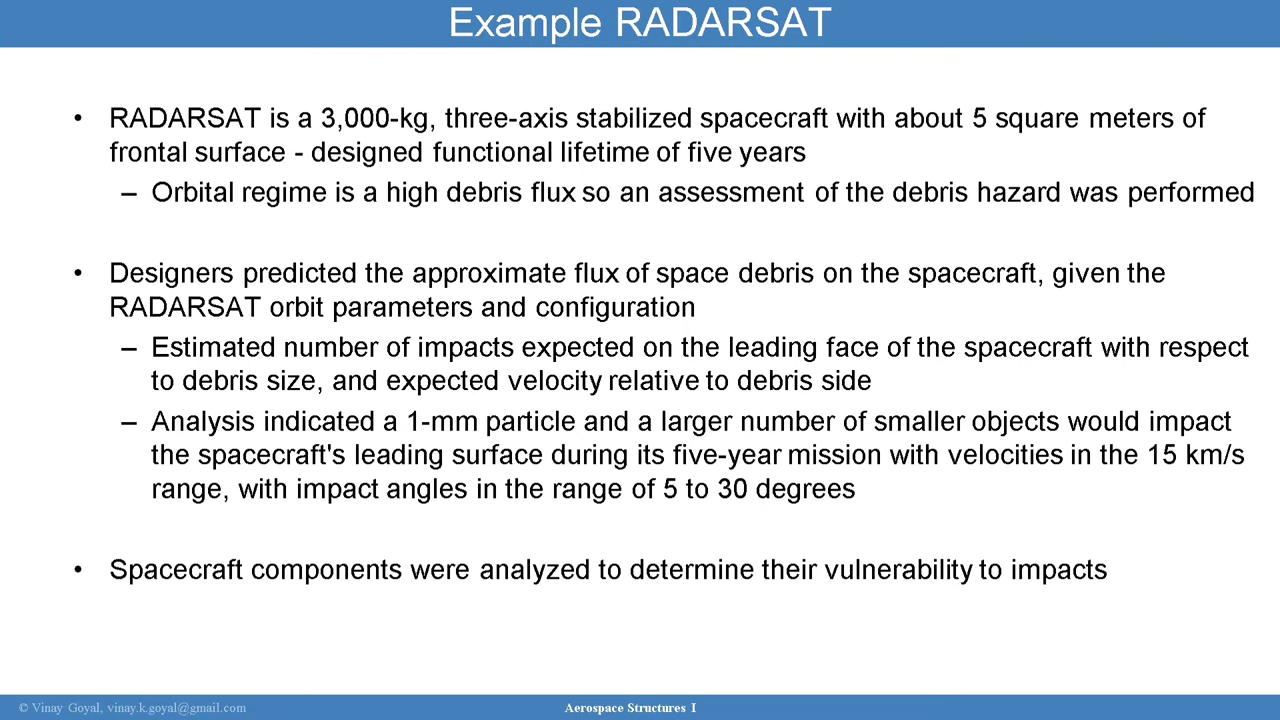 Example RADARSAT
• RADARSAT is a 3,000-kg, three-axis stabilized spacecraft with about 5 square meters of
frontal surface - designed functional lifetime of five years
– Orbital regime is a high debris flux so an assessment of the debris hazard was performed
• Designers predicted the approximate flux of space debris on the spacecraft, given the
RADARSAT orbit parameters and configuration
– Estimated number of impacts expected on the leading face of the spacecraft with respect
to debris size, and expected velocity relative to debris side
– Analysis indicated a 1-mm particle and a larger number of smaller objects would impact
the spacecraft's leading surface during its five-year mission with velocities in the 15 km/s
range, with impact angles in the range of 5 to 30 degrees
• Spacecraft components were analyzed to determine their vulnerability to impacts
© Vinay Goyal, vinay.k.goyal@gmail.com
Aerospace Structures I